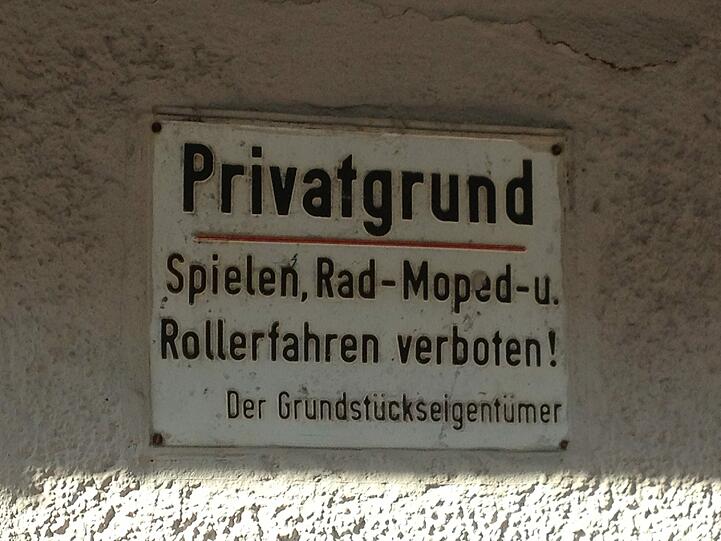 Privatgrund
Spielen, Rad-Moped-u.
Rollerfahren verboten!
Der Grundstückseigentümer